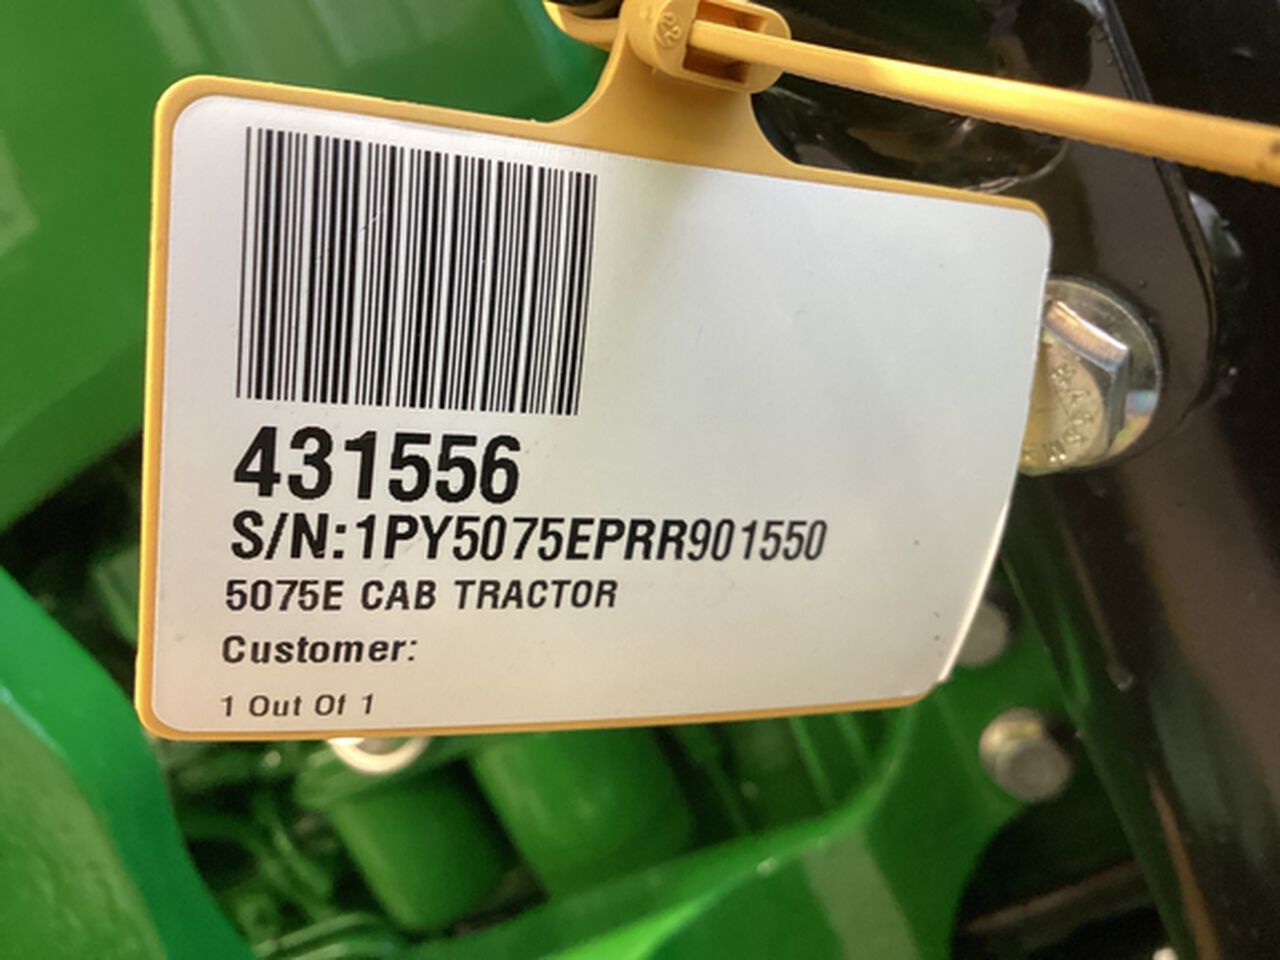 431556
S/N:1PY5075EPRR901550
5075E CAB TRACTOR
Customer:
1 Out Of 1